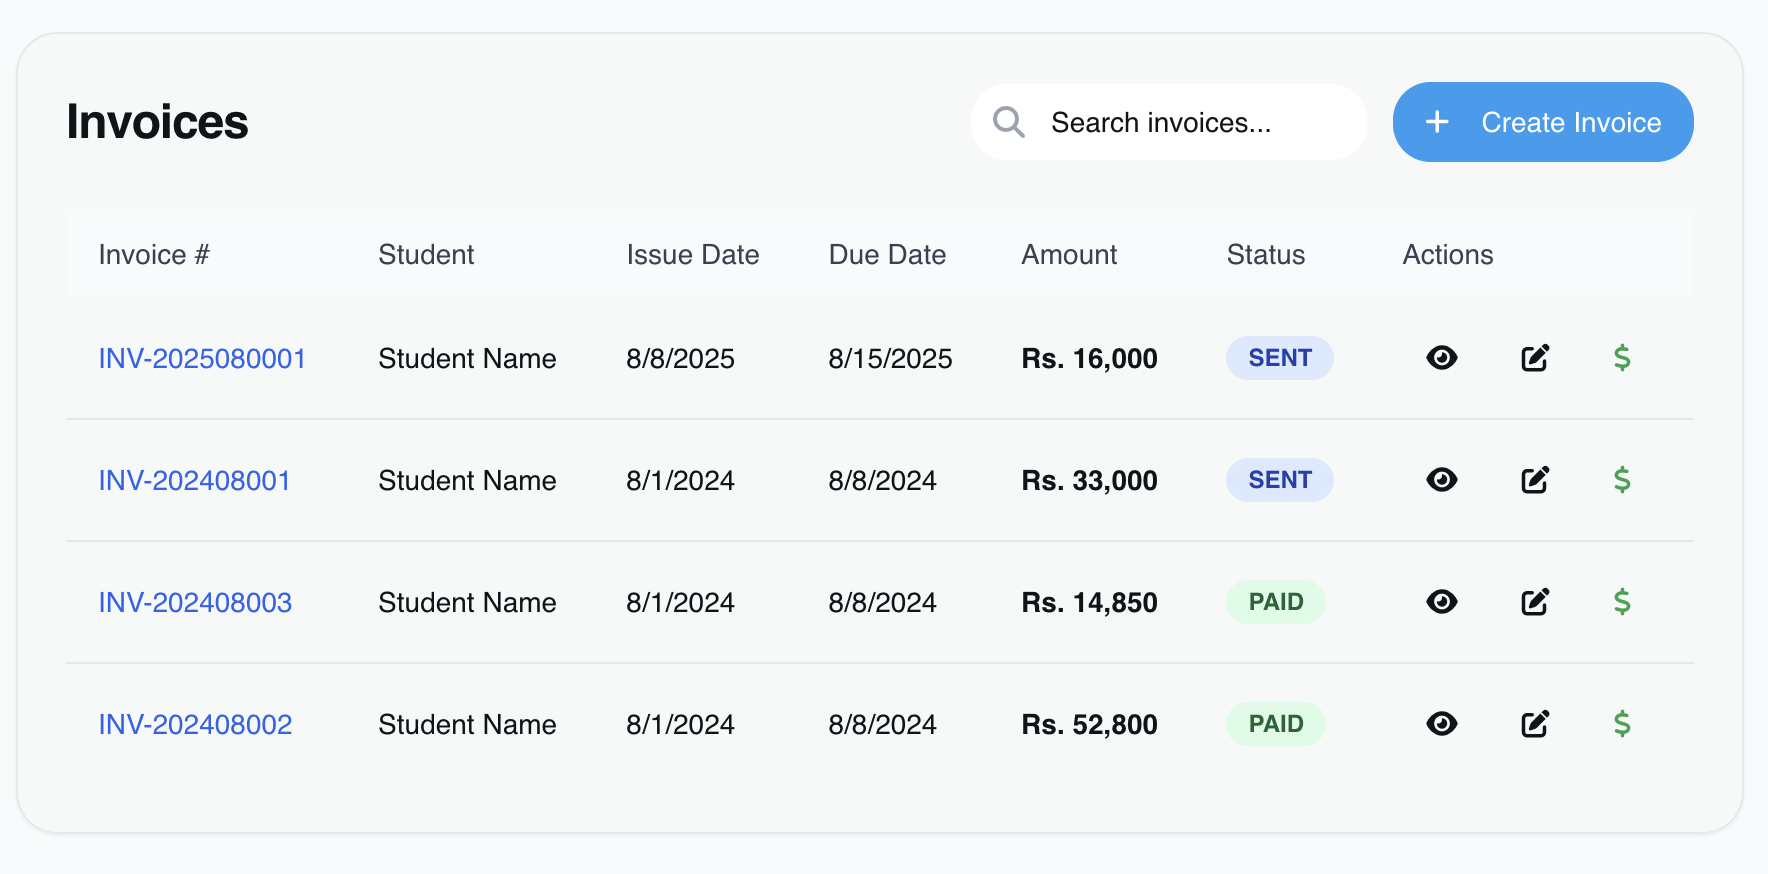 Invoices
Search invoices...
+ Create Invoice
Invoice # Student Issue Date Due Date Amount Status Actions
INV-2025080001 Student Name 8/8/2025 8/15/2025 Rs. 16,000 SENT $
INV-202408001 Student Name 8/1/2024 8/8/2024 Rs. 33,000 SENT $
INV-202408003 Student Name 8/1/2024 8/8/2024 Rs. 14,850 PAID $
INV-202408002 Student Name 8/1/2024 8/8/2024 Rs. 52,800 PAID $